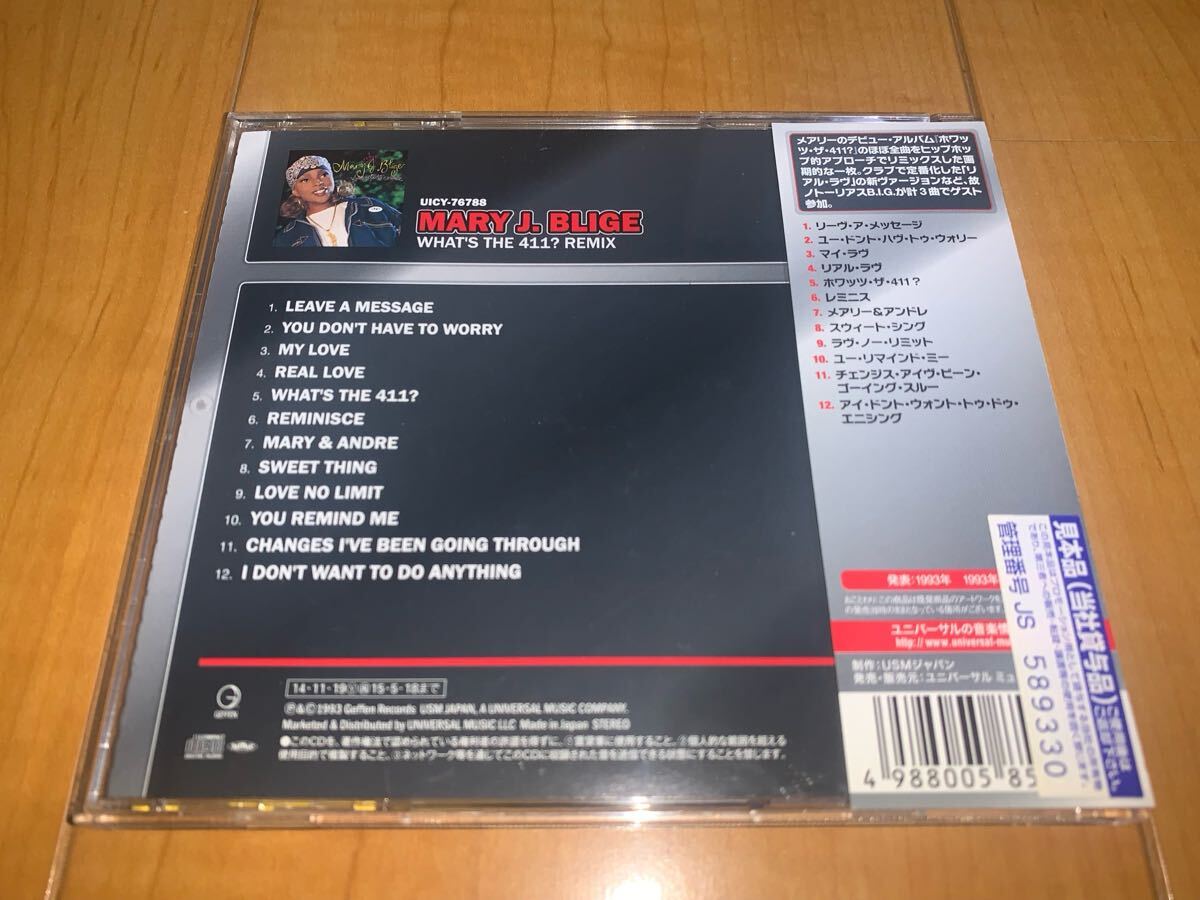 Mary J. Blige
UICY-76788
MARY J. BLIGE
WHAT'S THE 411? REMIX
1. LEAVE A MESSAGE
2. YOU DON'T HAVE TO WORRY
3. MY LOVE
4. REAL LOVE
5. WHAT'S THE 411?
6. REMINISCE
7. MARY & ANDRE
8. SWEET THING
9. LOVE NO LIMIT
10. YOU REMIND ME
11. CHANGES I'VE BEEN GOING THROUGH
12. I DON'T WANT TO DO ANYTHING
GEFFEN
14・11・19 15・5・18まで
℗&© 1993 Geffen Records USM JAPAN, A UNIVERSAL MUSIC COMPANY.
Marketed & Distributed by UNIVERSAL MUSIC LLC Made in Japan STEREO
メアリーのデビュー・アルバム『ホワッ
ツ・ザ・411?』のほぼ全曲をヒップホッ
プ的アプローチでリミックスした画
期的な一枚。クラブで定番化した「リ
アル・ラヴ」の新ヴァージョンなど、故
ノトーリアスB.I.G.が計3曲でゲスト
参加。
1. リーヴ・ア・メッセージ
2. ユー・ドント・ハヴ・トゥ・ウォリー
3. マイ・ラヴ
4. リアル・ラヴ
5. ホワッツ・ザ・411?
6. レミニス
7. メアリー&アンドレ
8. スウィート・シング
9. ラヴ・ノー・リミット
10. ユー・リマインド・ミー
11. チェンジス・アイヴ・ビーン・
ゴーイング・スルー
12. アイ・ドント・ウォント・トゥ・ドゥ・
エニシング
発表:1993年 1993年
ユニバーサルの音楽情
http://www.universal-mu
制作:USMジャパン
発売・販売元:ユニバーサル ミュ
4 988005 85
見本品(当社貸与品)
管理番号 JS 589330